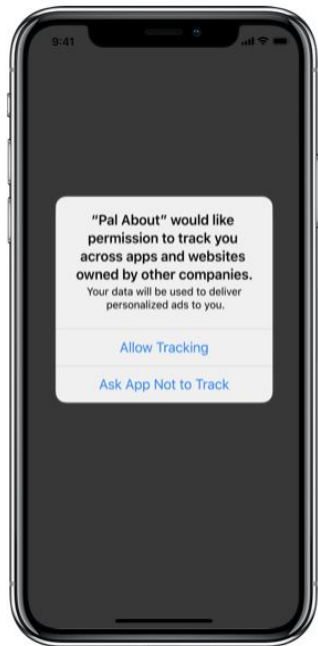 9:41
“Pal About” would like
permission to track you
across apps and websites
owned by other companies.
Your data will be used to deliver
personalized ads to you.
Allow Tracking
Ask App Not to Track